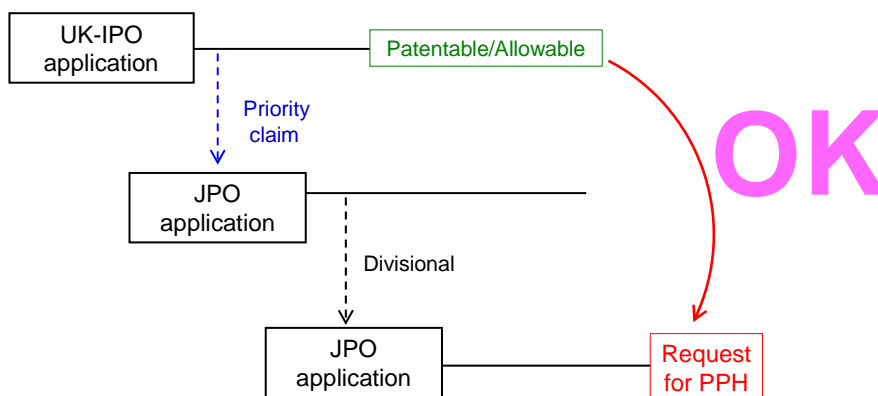 UK-IPO
application
Patentable/Allowable
Priority
claim
OK
JPO
application
Divisional
JPO
application
Request
for PPH